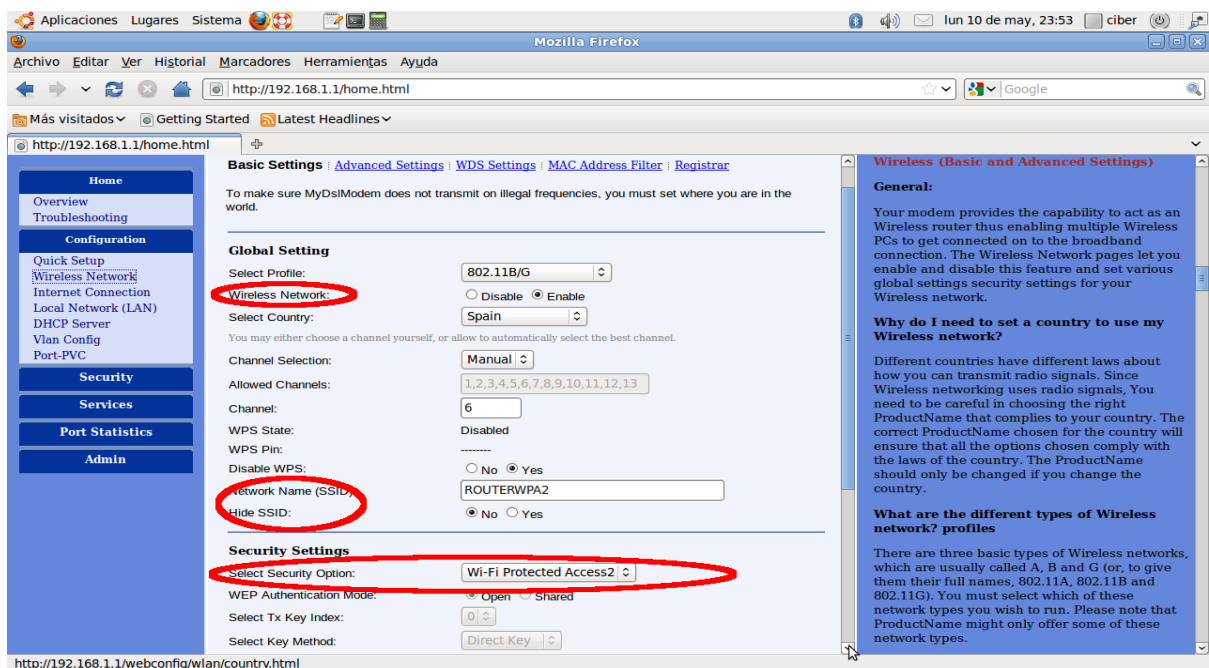 Aplicaciones Lugares Sistema lun 10 de may, 23:53 ciber
Mozilla Firefox
Archivo Editar Ver Historial Marcadores Herramientas Ayuda
http://192.168.1.1/home.html Google
Más visitados Getting Started Latest Headlines
http://192.168.1.1/home.html
Home
Overview
Troubleshooting
Configuration
Quick Setup
Wireless Network
Internet Connection
Local Network (LAN)
DHCP Server
Vlan Config
Port-PVC
Security
Services
Port Statistics
Admin
Basic Settings | Advanced Settings | WDS Settings | MAC Address Filter | Registrar
To make sure MyDslModem does not transmit on illegal frequencies, you must set where you are in the
world.
Global Setting
Select Profile: 802.11B/G
Wireless Network: Disable Enable
Select Country: Spain
You may either choose a channel yourself, or allow to automatically select the best channel.
Channel Selection: Manual
Allowed Channels: 1,2,3,4,5,6,7,8,9,10,11,12,13
Channel: 6
WPS State: Disabled
WPS Pin: --------
Disable WPS: No Yes
Network Name (SSID) ROUTERWPA2
Hide SSID: No Yes
Security Settings
Select Security Option: Wi-Fi Protected Access2
WEP Authentication Mode: Open Shared
Select Tx Key Index: 0
Select Key Method: Direct Key
Wireless (Basic and Advanced Settings)
General:
Your modem provides the capability to act as an
Wireless router thus enabling multiple Wireless
PCs to get connected on to the broadband
connection. The Wireless Network pages let you
enable and disable this feature and set various
global settings security settings for your
Wireless network.
Why do I need to set a country to use my
Wireless network?
Different countries have different laws about
how you can transmit radio signals. Since
Wireless networking uses radio signals, You
need to be careful in choosing the right
ProductName that complies to your country. The
correct ProductName chosen for the country will
ensure that all the options chosen comply with
the laws of the country. The ProductName
should only be changed if you change the
country.
What are the different types of Wireless
network? profiles
There are three basic types of Wireless networks,
which are usually called A, B and G (or, to give
them their full names, 802.11A, 802.11B and
802.11G). You must select which of these
network types you wish to run. Please note that
ProductName might only offer some of these
network types.
http://192.168.1.1/webconfig/wlan/country.html